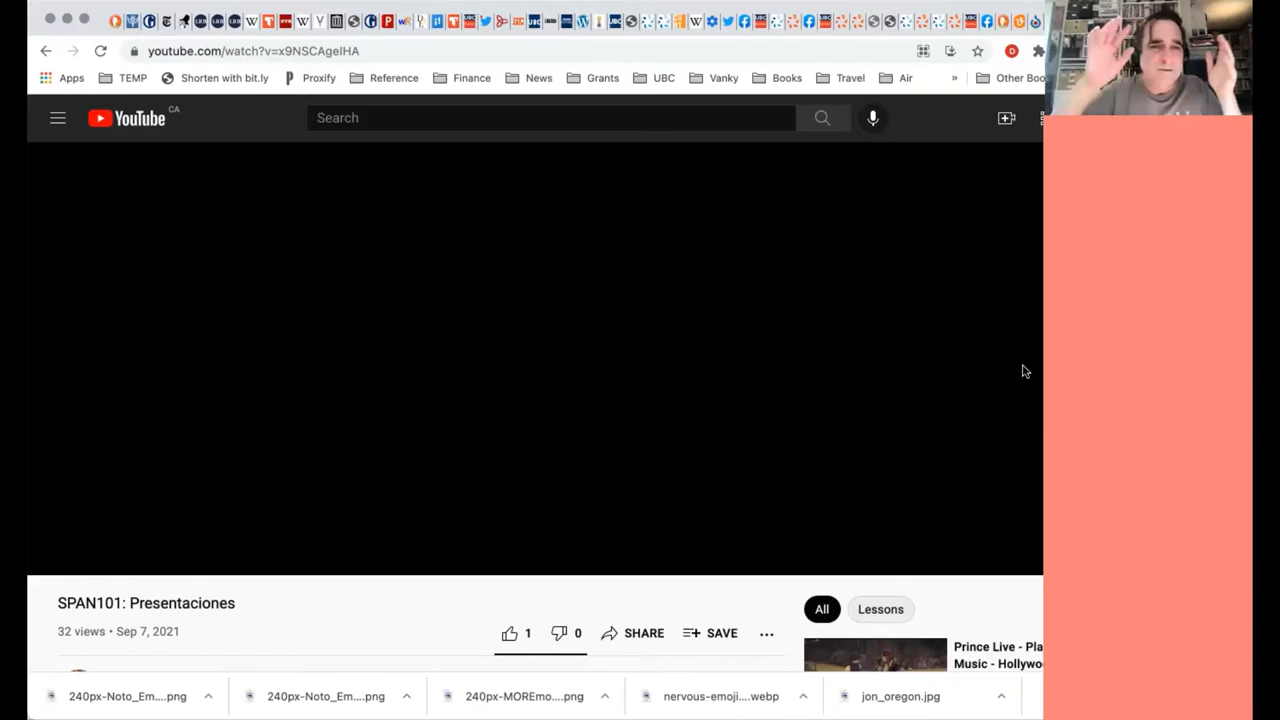 youtube.com/watch?v=x9NSCAgeIHA
Apps TEMP Shorten with bit.ly Proxify Reference Finance News Grants UBC Vanky Books Travel Air » Other Boo
YouTube CA
Search
SPAN101: Presentaciones
32 views • Sep 7, 2021
1 0 SHARE SAVE
All Lessons
Prince Live - Pla
Music - Hollywo
240px-Noto_Em....png 240px-Noto_Em....png 240px-MOREmo....png nervous-emoji....webp jon_oregon.jpg